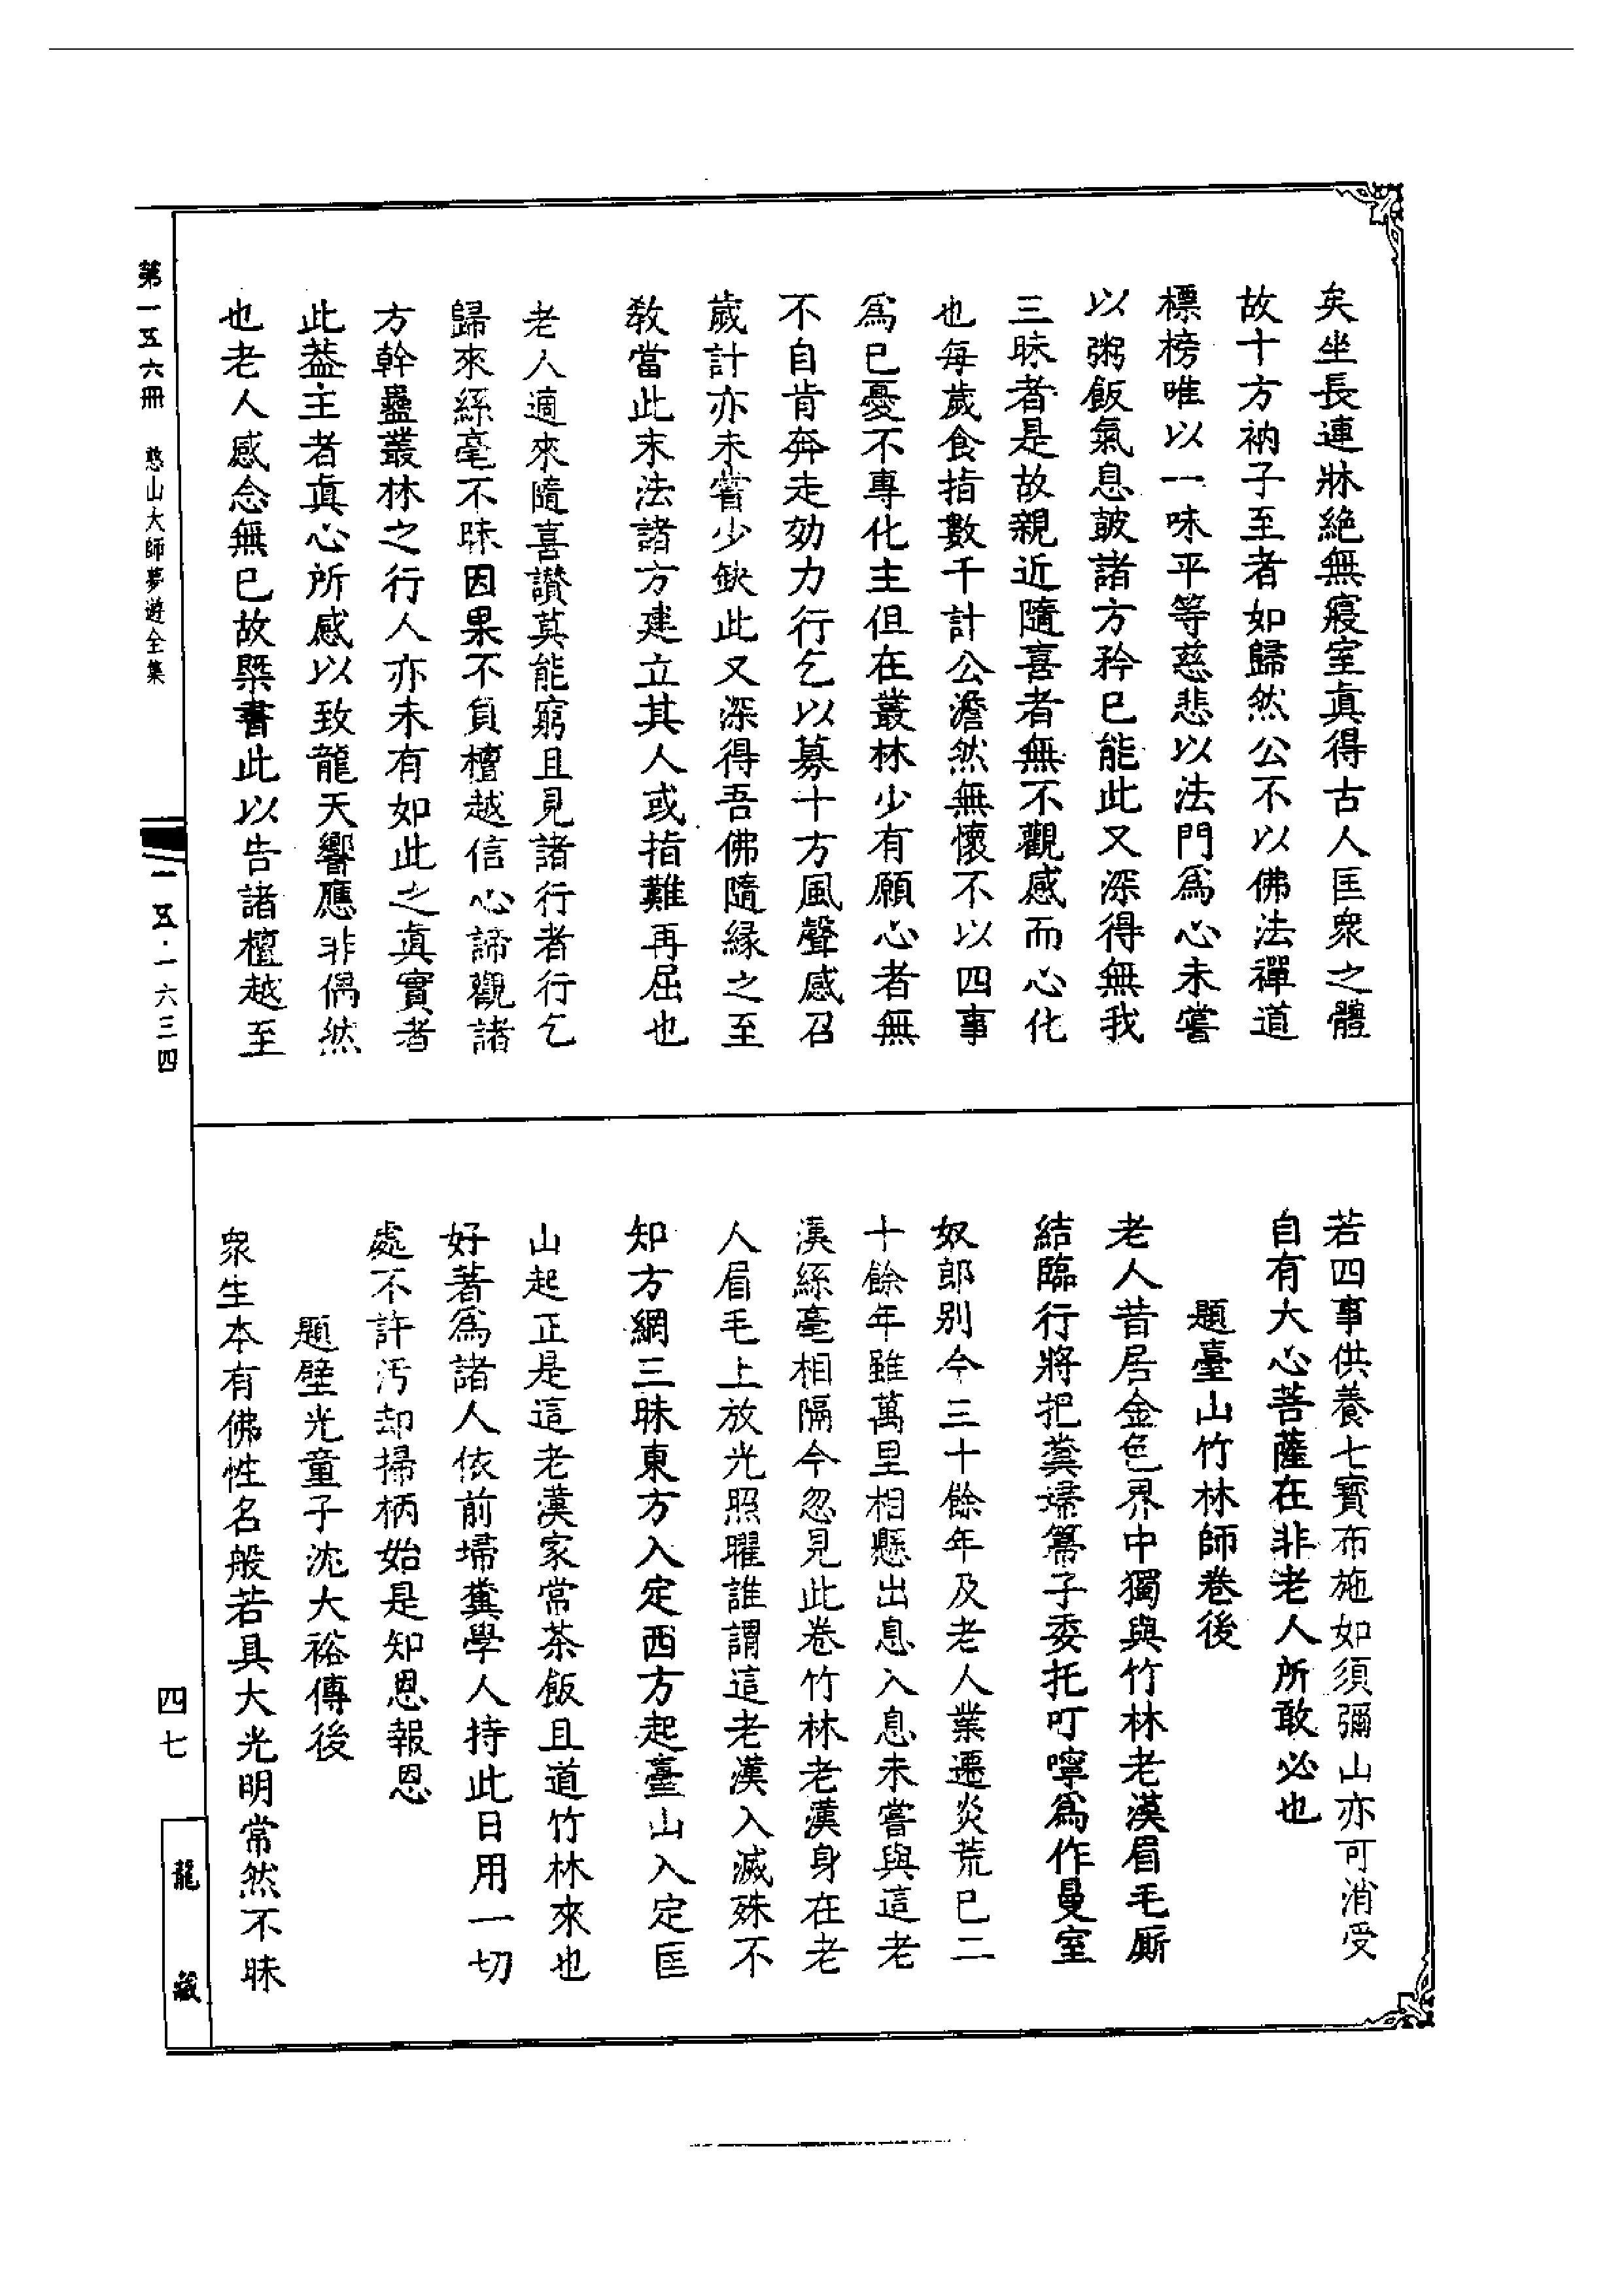 矣坐長連牀絶無寢室眞得古人匡衆之體
故十方衲子至者如歸然公不以佛法禪道
標榜唯以一味平等慈悲以法門爲心未嘗
以粥飯氣息鼓諸方矜已能此又深得無我
三昧者是故親近隨喜者無不觀感而心化
也每歲食指數千計公澹然無懷不以四事
爲已憂不專化主但在叢林少有願心者無
不自肯奔走効力行乞以募十方風聲感召
歲計亦未嘗少缺此又深得吾佛隨緣之至
教當此末法諸方建立其人或指難再屈也
老人適來隨喜讚莫能窮且見諸行者行乞
歸來絲毫不昧因果不負檀越信心諦觀諸
方幹蠱叢林之行人亦未有如此之眞實者
此葢主者眞心所感以致龍天響應非偶然
也老人感念無已故槩書此以告諸檀越至
若四事供養七寶布施如須彌山亦可消受
自有大心菩薩在非老人所敢必也
題臺山竹林師卷後
老人昔居金色界中獨與竹林老漢眉毛厮
結臨行將把糞埽箒子委托叮嚀爲作曼室
奴郎别今三十餘年及老人業遷炎荒已二
十餘年雖萬里相懸出息入息未嘗與這老
漢絲毫相隔今忽見此卷竹林老漢身在老
人眉毛上放光照曜誰謂這老漢入滅殊不
知方網三昧東方入定西方起臺山入定匡
山起正是這老漢家常茶飯且道竹林來也
好著爲諸人依前埽糞學人持此日用一切
處不許汚却掃柄始是知恩報恩
題壁光童子沈大裕傳後
衆生本有佛性名般若具大光明常然不昧
第一五六冊 憨山大師夢遊全集
一五·一六三四
四七
龍藏